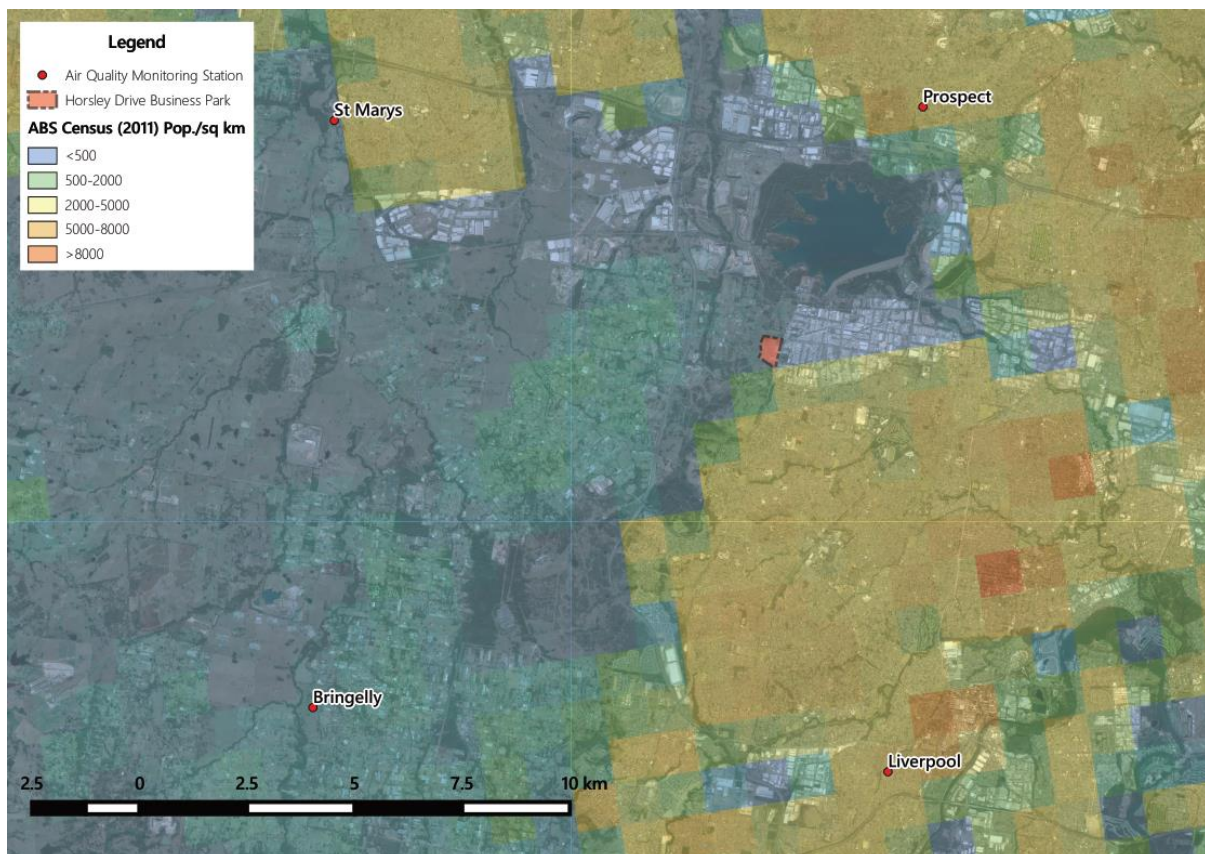 Legend
Air Quality Monitoring Station
Horsley Drive Business Park
ABS Census (2011) Pop./sq km
<500
500-2000
2000-5000
5000-8000
>8000
St Marys
Prospect
Bringelly
Liverpool
2.5 0 2.5 5 7.5 10 km